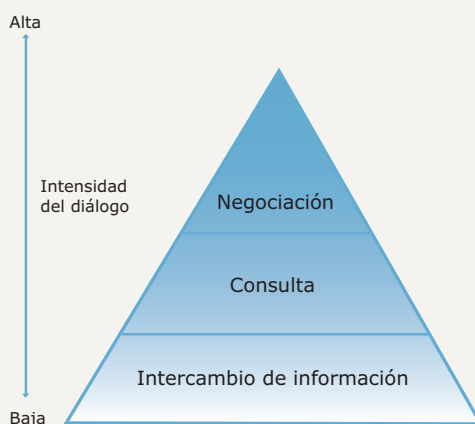 Alta
Intensidad
del diálogo
Negociación
Consulta
Intercambio de información
Baja